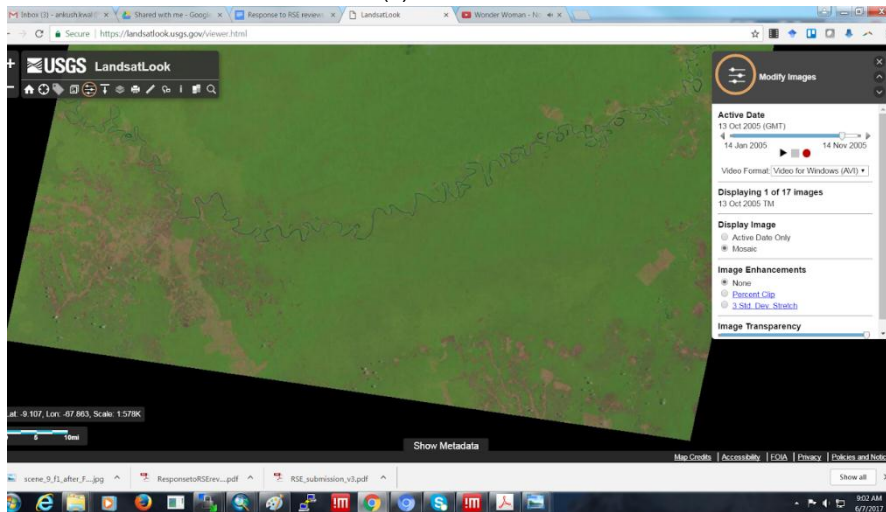 Inbox (3) - ankush.kwal
Shared with me - Google
Response to RSE review
LandsatLook
Wonder Woman - No
Secure | https://landsatlook.usgs.gov/viewer.html
USGS LandsatLook
Modify Images
Active Date
13 Oct 2005 (GMT)
14 Jan 2005 14 Nov 2005
Video Format: Video for Windows (AVI)
Displaying 1 of 17 images
13 Oct 2005 TM
Display Image
Active Date Only
Mosaic
Image Enhancements
None
Percent Clip
3 Std. Dev. Stretch
Image Transparency
Lat: -9.107, Lon: -67.863, Scale: 1:578K
5 10mi
Show Metadata
Map Credits | Accessibility | FOIA | Privacy | Policies and Notic
scene_9_f1_after_F....jpg
ResponsetoRSErev....pdf
RSE_submission_v3.pdf
Show all
9:02 AM
6/7/2017